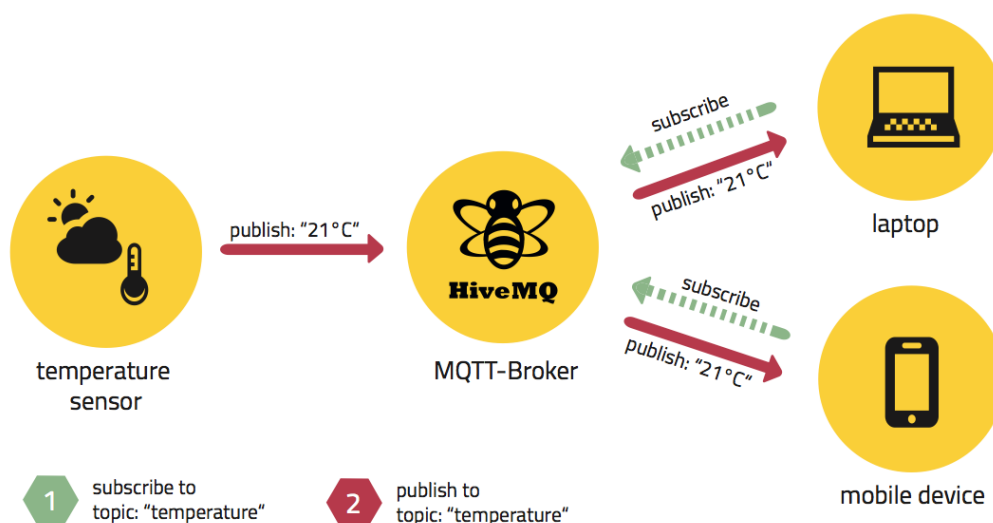 subscribe
publish: “21°C“
laptop
publish: “21°C“
HiveMQ
subscribe
publish: “21°C“
temperature
sensor
MQTT-Broker
mobile device
1
subscribe to
topic: “temperature“
2
publish to
topic: “temperature“